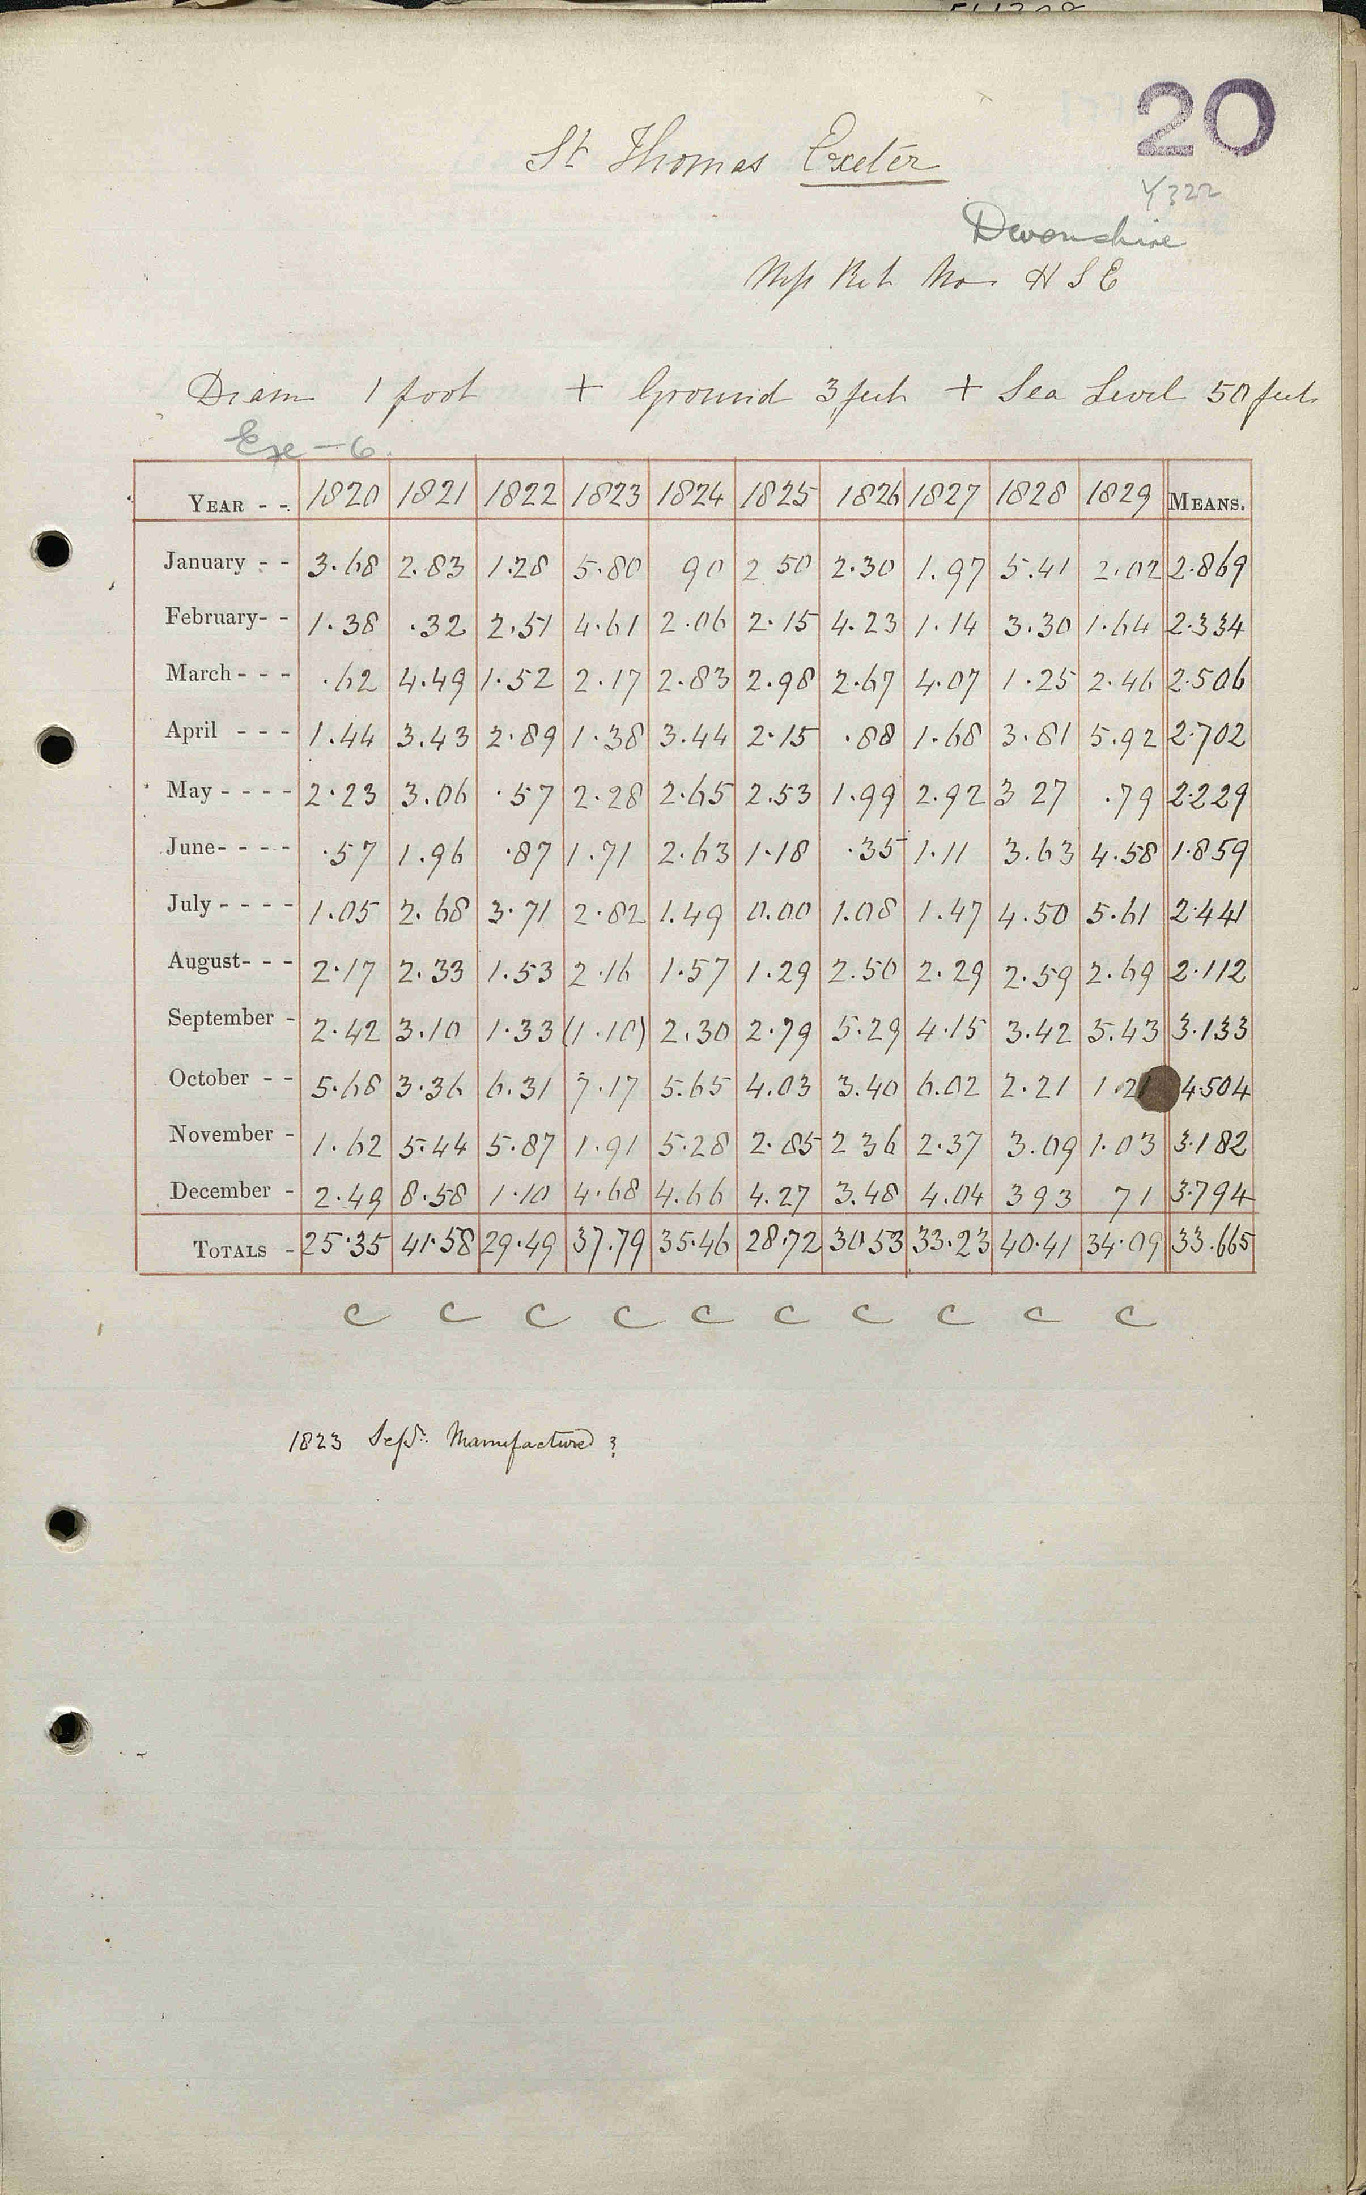 20
St Thomas Exeter
Y322
Devonshire
Diam 1 foot + Ground 3 feet + Sea Level 50 feet
Exe - 6.
YEAR - - 1820 1821 1822 1823 1824 1825 1826 1827 1828 1829 MEANS.
January - - 3.68 2.83 1.28 5.80 90 2 50 2.30 1.97 5.41 2.02 2.869
February- - 1.38 .32 2.51 4.61 2.06 2.15 4.23 1.14 3.30 1.64 2.334
March - - - .62 4.49 1.52 2.17 2.83 2.98 2.67 4.07 1.25 2.46 2.506
April - - - 1.44 3.43 2.89 1.38 3.44 2.15 .88 1.68 3.81 5.92 2.702
May - - - - 2.23 3.06 .57 2.28 2.65 2.53 1.99 2.92 3 27 .79 2.229
June- - - - .57 1.96 .87 1.71 2.63 1.18 .35 1.11 3.63 4.58 1.859
July - - - - 1.05 2.68 3.71 2.82 1.49 0.00 1.08 1.47 4.50 5.61 2.441
August- - - 2.17 2.33 1.53 2.16 1.57 1.29 2.50 2.29 2.59 2.69 2.112
September - 2.42 3.10 1.33 (1.10) 2.30 2.79 5.29 4.15 3.42 5.43 3.133
October - - 5.68 3.36 6.31 7.17 5.65 4.03 3.40 6.02 2.21 1.21 4.504
November - 1.62 5.44 5.87 1.91 5.28 2.85 2 36 2.37 3.09 1.03 3.182
December - 2.49 8.58 1.10 4.68 4.66 4.27 3.48 4.04 3 93 71 3.794
TOTALS - 25.35 41.58 29.49 37.79 35.46 28.72 30.53 33.23 40.41 34.09 33.665
C C C C C C C C C C
1823 Sepr. Manufactured ?